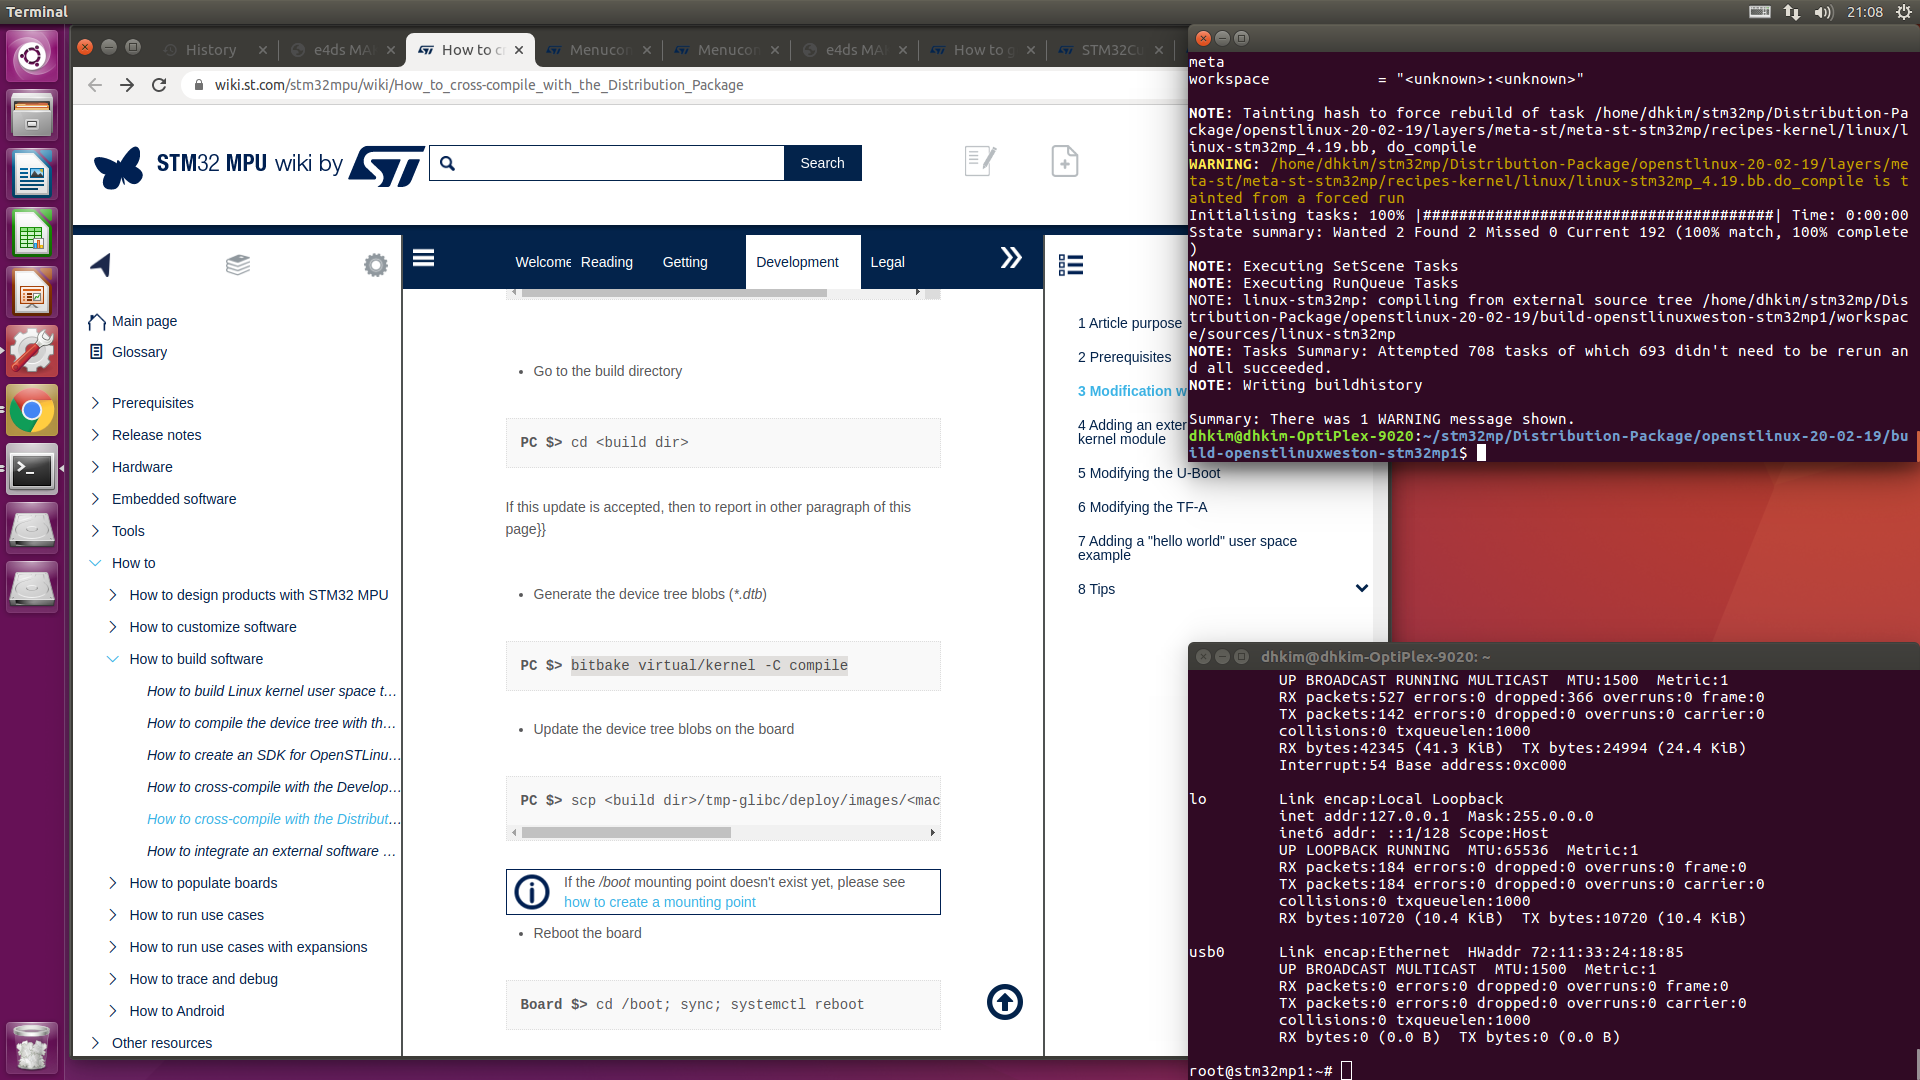 Terminal
21:08
History
e4ds MA
How to c
Menucon
Menucon
e4ds MA
How to g
STM32Cu
wiki.st.com/stm32mpu/wiki/How_to_cross-compile_with_the_Distribution_Package
STM32 MPU wiki by ST
Search
Welcome
Reading
Getting
Development
Legal
Main page
Glossary
Prerequisites
Release notes
Hardware
Embedded software
Tools
How to
How to design products with STM32 MPU
How to customize software
How to build software
How to build Linux kernel user space t…
How to compile the device tree with th…
How to create an SDK for OpenSTLinu…
How to cross-compile with the Develop…
How to cross-compile with the Distribut…
How to integrate an external software …
How to populate boards
How to run use cases
How to run use cases with expansions
How to trace and debug
How to Android
Other resources
• Go to the build directory
PC $> cd <build dir>
If this update is accepted, then to report in other paragraph of this
page}}
• Generate the device tree blobs (*.dtb)
PC $> bitbake virtual/kernel -C compile
• Update the device tree blobs on the board
PC $> scp <build dir>/tmp-glibc/deploy/images/<mac
If the /boot mounting point doesn't exist yet, please see
how to create a mounting point
• Reboot the board
Board $> cd /boot; sync; systemctl reboot
1 Article purpose
2 Prerequisites
3 Modification w
4 Adding an exter
kernel module
5 Modifying the U-Boot
6 Modifying the TF-A
7 Adding a "hello world" user space
example
8 Tips
meta
workspace            = "<unknown>:<unknown>"
NOTE: Tainting hash to force rebuild of task /home/dhkim/stm32mp/Distribution-Pa
ckage/openstlinux-20-02-19/layers/meta-st/meta-st-stm32mp/recipes-kernel/linux/l
inux-stm32mp_4.19.bb, do_compile
WARNING: /home/dhkim/stm32mp/Distribution-Package/openstlinux-20-02-19/layers/me
ta-st/meta-st-stm32mp/recipes-kernel/linux/linux-stm32mp_4.19.bb.do_compile is t
ainted from a forced run
Initialising tasks: 100% |#######################################| Time: 0:00:00
Sstate summary: Wanted 2 Found 2 Missed 0 Current 192 (100% match, 100% complete
)
NOTE: Executing SetScene Tasks
NOTE: Executing RunQueue Tasks
NOTE: linux-stm32mp: compiling from external source tree /home/dhkim/stm32mp/Dis
tribution-Package/openstlinux-20-02-19/build-openstlinuxweston-stm32mp1/workspac
e/sources/linux-stm32mp
NOTE: Tasks Summary: Attempted 708 tasks of which 693 didn't need to be rerun an
d all succeeded.
NOTE: Writing buildhistory
Summary: There was 1 WARNING message shown.
dhkim@dhkim-OptiPlex-9020:~/stm32mp/Distribution-Package/openstlinux-20-02-19/bu
ild-openstlinuxweston-stm32mp1$
dhkim@dhkim-OptiPlex-9020: ~
UP BROADCAST RUNNING MULTICAST  MTU:1500  Metric:1
RX packets:527 errors:0 dropped:366 overruns:0 frame:0
TX packets:142 errors:0 dropped:0 overruns:0 carrier:0
collisions:0 txqueuelen:1000
RX bytes:42345 (41.3 KiB)  TX bytes:24994 (24.4 KiB)
Interrupt:54 Base address:0xc000
lo        Link encap:Local Loopback
inet addr:127.0.0.1  Mask:255.0.0.0
inet6 addr: ::1/128 Scope:Host
UP LOOPBACK RUNNING  MTU:65536  Metric:1
RX packets:184 errors:0 dropped:0 overruns:0 frame:0
TX packets:184 errors:0 dropped:0 overruns:0 carrier:0
collisions:0 txqueuelen:1000
RX bytes:10720 (10.4 KiB)  TX bytes:10720 (10.4 KiB)
usb0      Link encap:Ethernet  HWaddr 72:11:33:24:18:85
UP BROADCAST MULTICAST  MTU:1500  Metric:1
RX packets:0 errors:0 dropped:0 overruns:0 frame:0
TX packets:0 errors:0 dropped:0 overruns:0 carrier:0
collisions:0 txqueuelen:1000
RX bytes:0 (0.0 B)  TX bytes:0 (0.0 B)
root@stm32mp1:~#